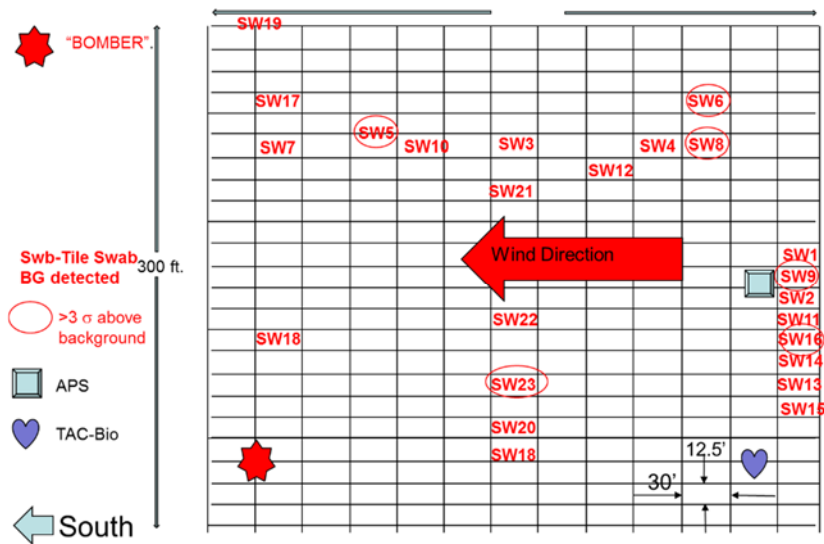 SW19
"BOMBER".
SW17
SW6
SW5
SW7
SW10
SW3
SW4
SW8
SW12
SW21
Wind Direction
SW1
Swb-Tile Swab
BG detected
300 ft.
SW9
SW2
>3 σ above
background
SW22
SW11
SW18
SW16
SW14
APS
SW23
SW13
SW15
TAC-Bio
SW20
SW18
12.5'
30'
South